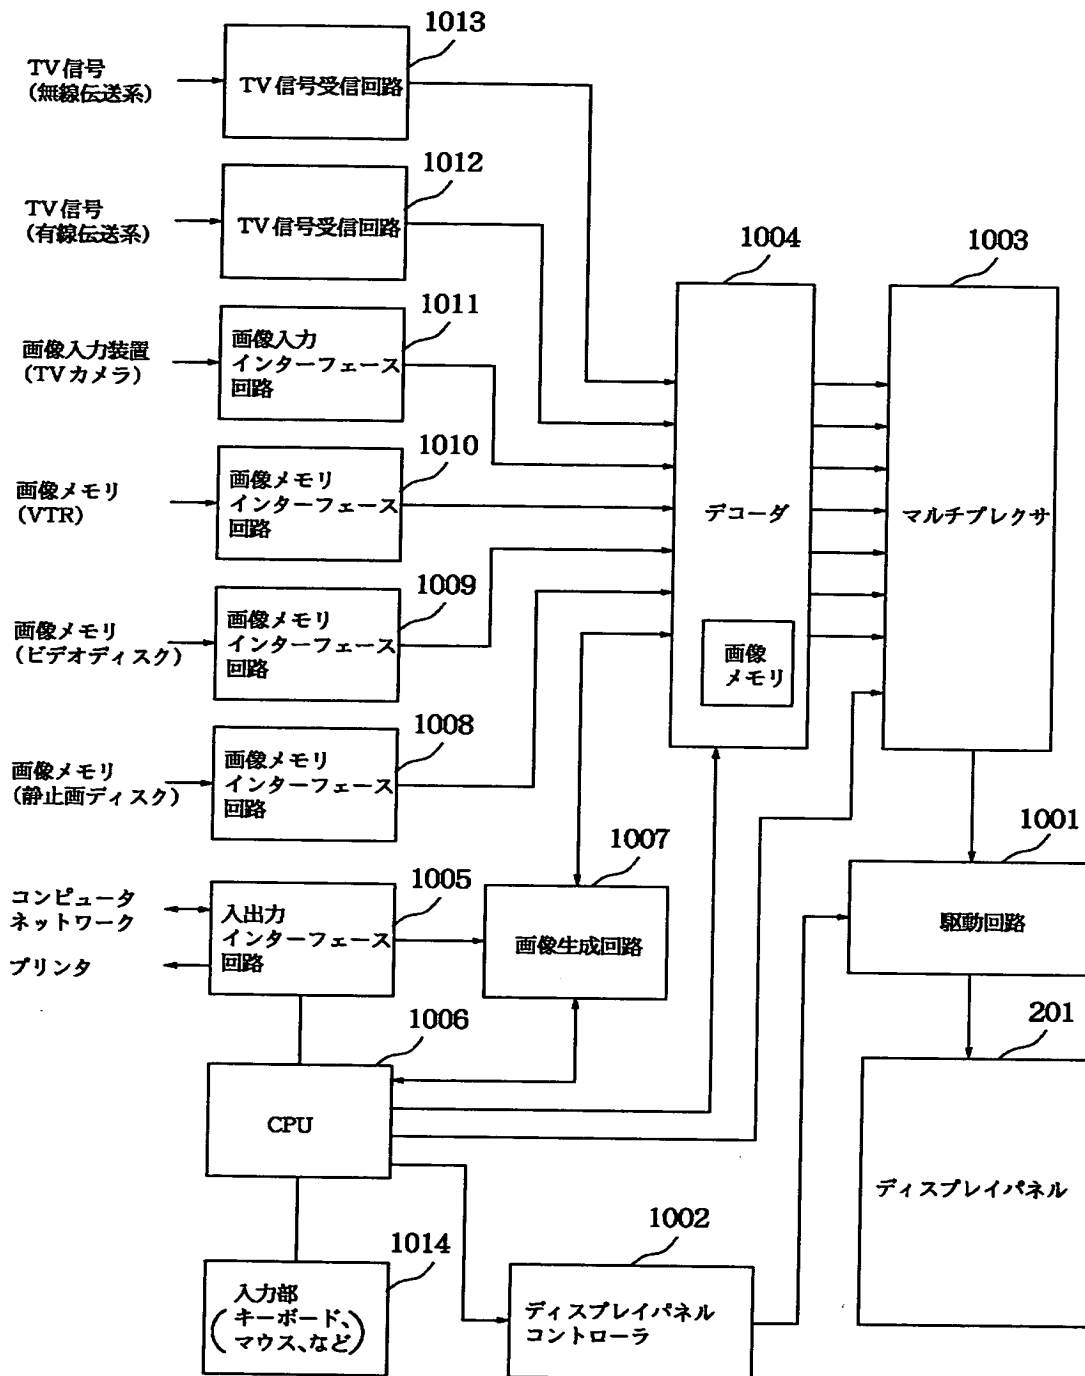 1013
TV信号
(無線伝送系)
TV信号受信回路
1012
TV信号
(有線伝送系)
TV信号受信回路
1004
1003
1011
画像入力装置
(TVカメラ)
画像入力
インターフェース
回路
1010
画像メモリ
(VTR)
画像メモリ
インターフェース
回路
デコーダ
マルチプレクサ
1009
画像メモリ
(ビデオディスク)
画像メモリ
インターフェース
回路
画像
メモリ
1008
画像メモリ
(静止画ディスク)
画像メモリ
インターフェース
回路
1007
1001
コンピュータ
ネットワーク
プリンタ
1005
入出力
インターフェース
回路
画像生成回路
駆動回路
1006
201
CPU
ディスプレイパネル
1014
1002
入力部
(キーボード、
マウス、など)
ディスプレイパネル
コントローラ